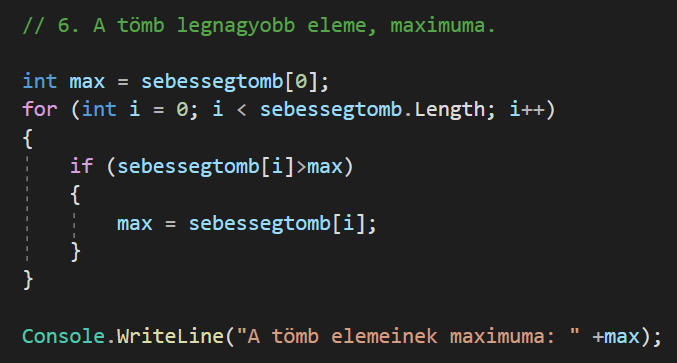 // 6. A tömb legnagyobb eleme, maximuma.
int max = sebessegtomb[0];
for (int i = 0; i < sebessegtomb.Length; i++)
{
if (sebessegtomb[i]>max)
{
max = sebessegtomb[i];
}
}
Console.WriteLine("A tömb elemeinek maximuma: " +max);